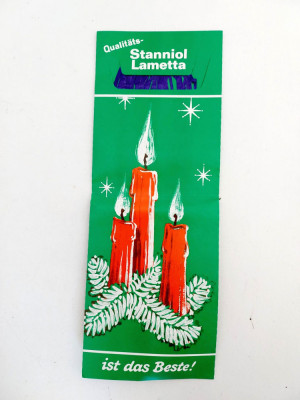 Qualitäts-
Stanniol
Lametta
ist das Beste!